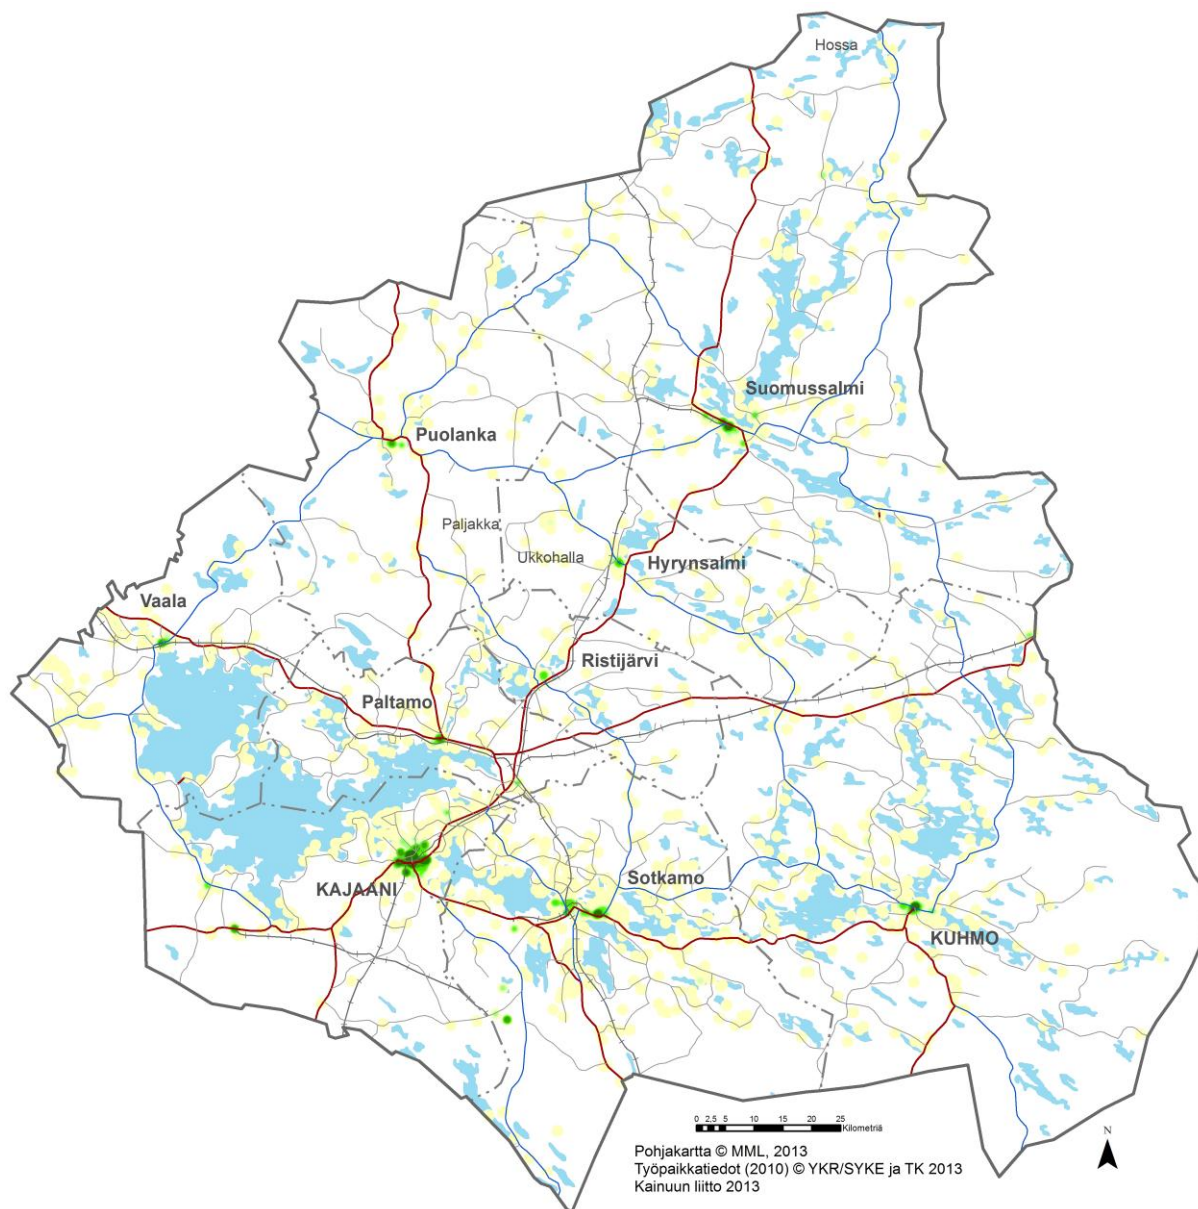 Hossa
Suomussalmi
Puolanka
Paljakka
Ukkohalla
Hyrynsalmi
Vaala
Ristijärvi
Paltamo
Sotkamo
KAJAANI
KUHMO
0 2,5 5 10 15 20 25
Kilometriä
N
Pohjakartta © MML, 2013
Työpaikkatiedot (2010) © YKR/SYKE ja TK 2013
Kainuun liitto 2013